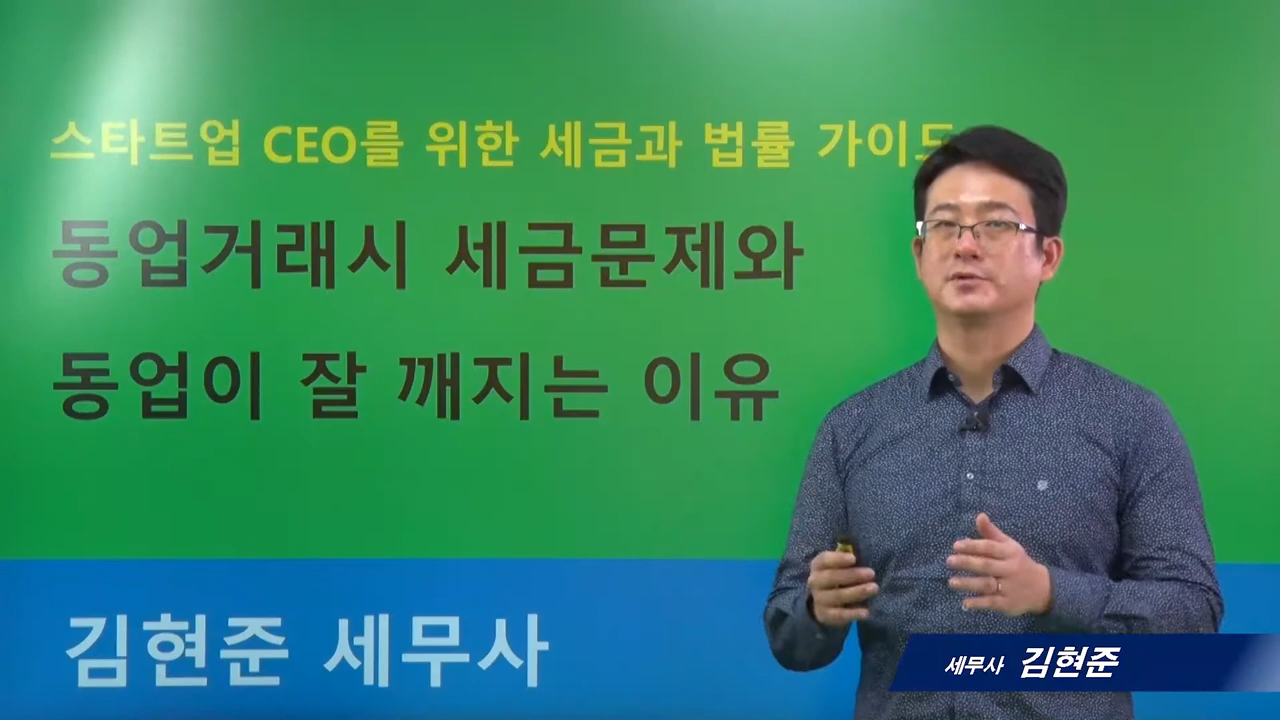 스타트업 CEO를 위한 세금과 법률 가이드
동업거래시 세금문제와
동업이 잘 깨지는 이유
김현준 세무사
세무사 김현준